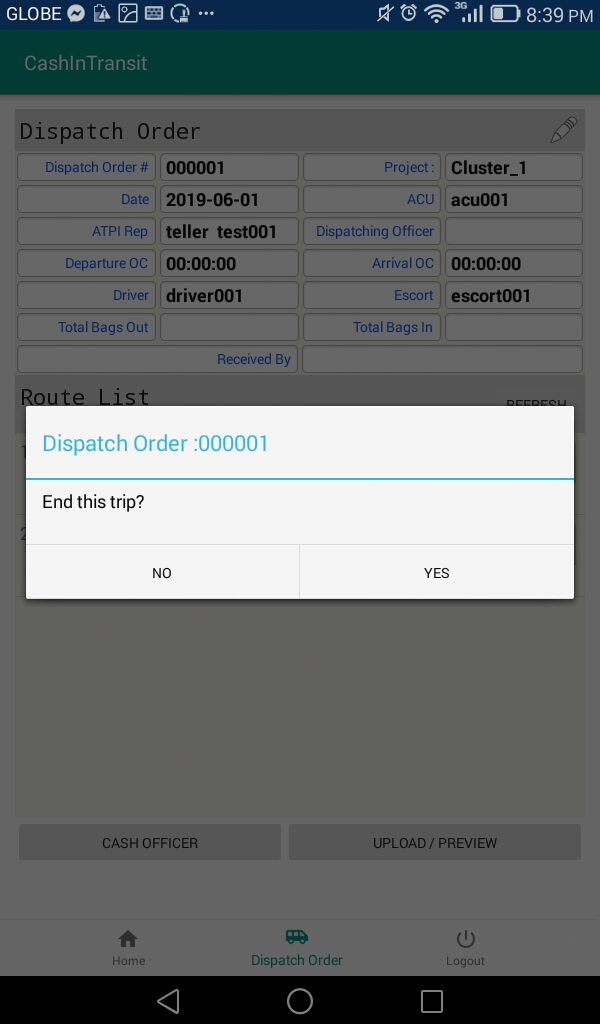 GLOBE 3G 8:39 PM
CashInTransit
Dispatch Order
Dispatch Order # 000001 Project : Cluster_1
Date 2019-06-01 ACU acu001
ATPI Rep teller test001 Dispatching Officer
Departure OC 00:00:00 Arrival OC 00:00:00
Driver driver001 Escort escort001
Total Bags Out Total Bags In
Received By
Route List REFRESH
Dispatch Order :000001
End this trip?
NO YES
CASH OFFICER UPLOAD / PREVIEW
Home Dispatch Order Logout